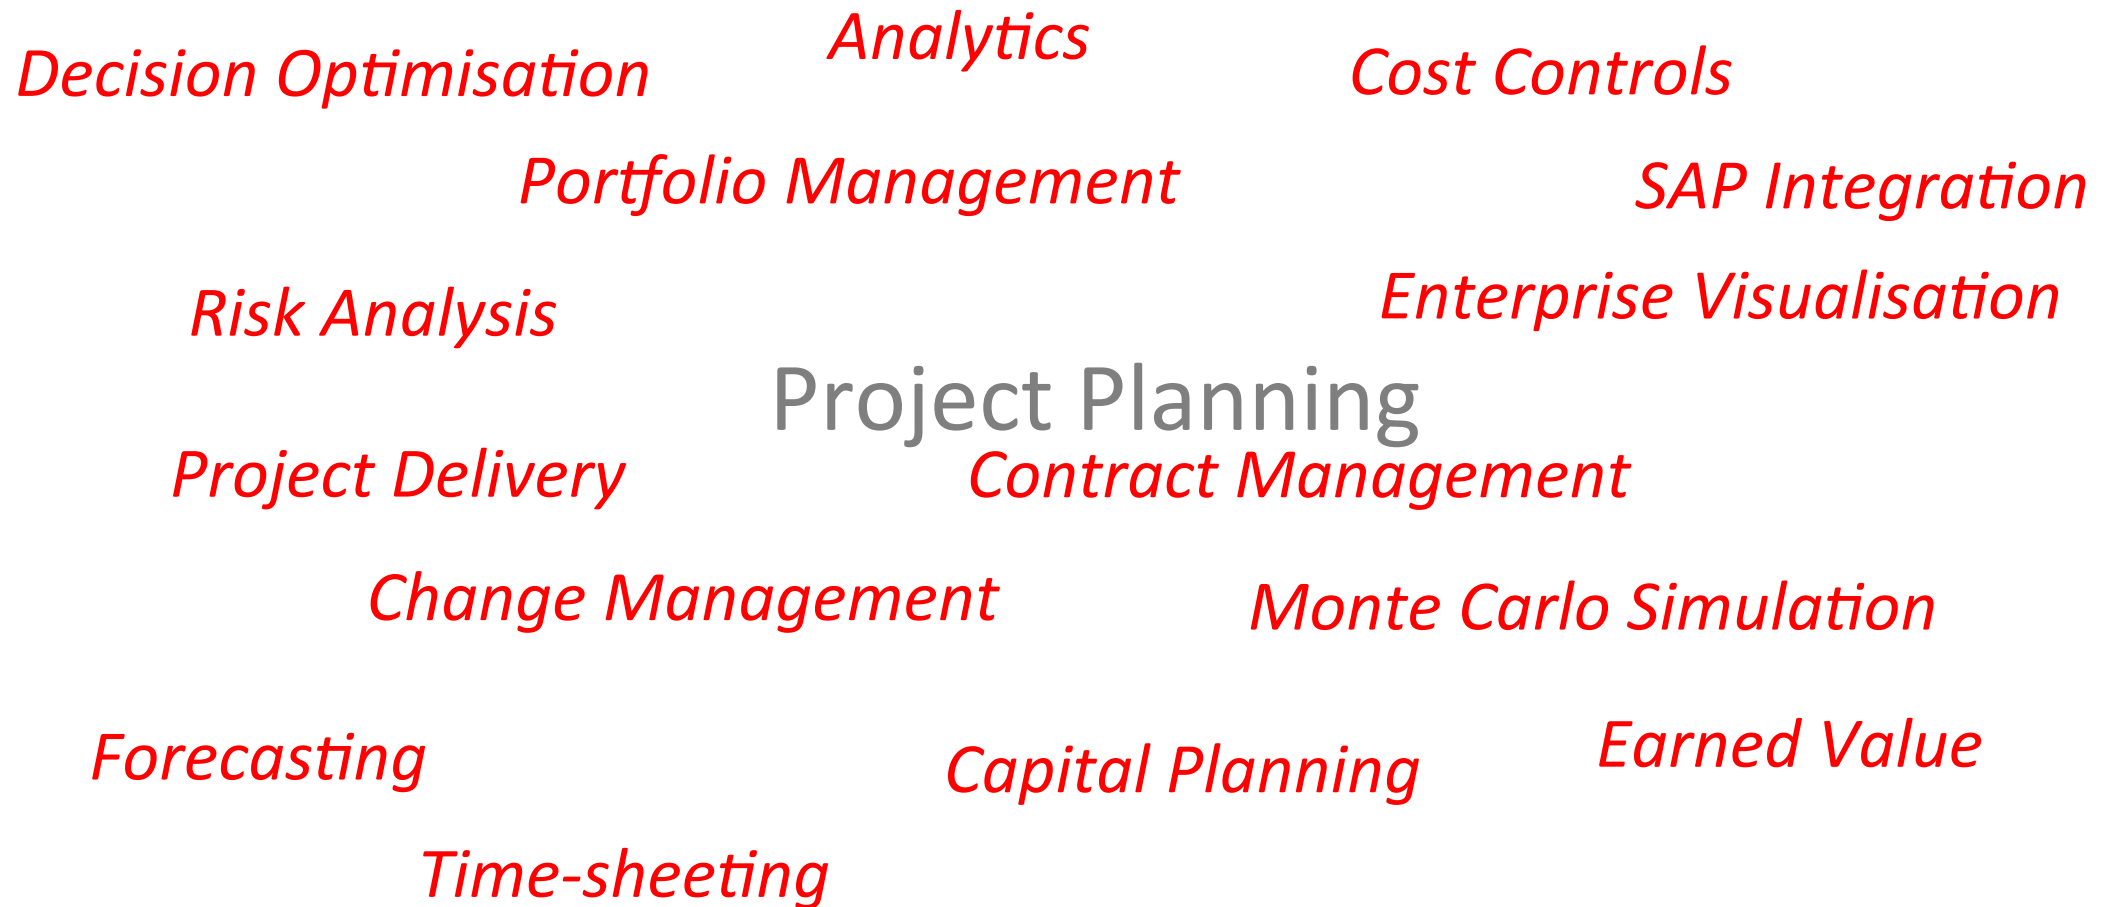 Analytics
Decision Optimisation
Cost Controls
Portfolio Management
SAP Integration
Enterprise Visualisation
Risk Analysis
Project Planning
Project Delivery
Contract Management
Change Management
Monte Carlo Simulation
Earned Value
Forecasting
Capital Planning
Time-sheeting